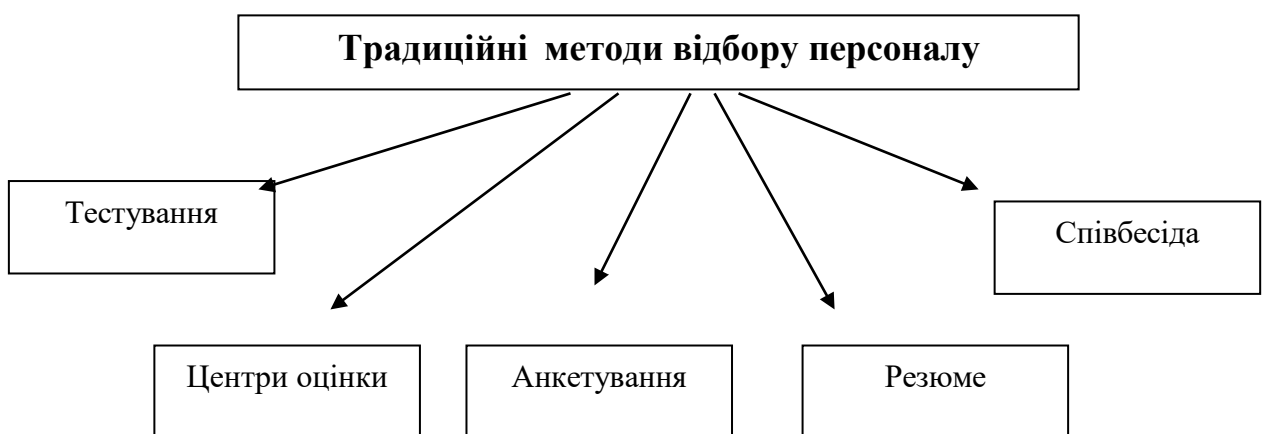 Традиційні методи відбору персоналу
Тестування
Співбесіда
Центри оцінки
Анкетування
Резюме